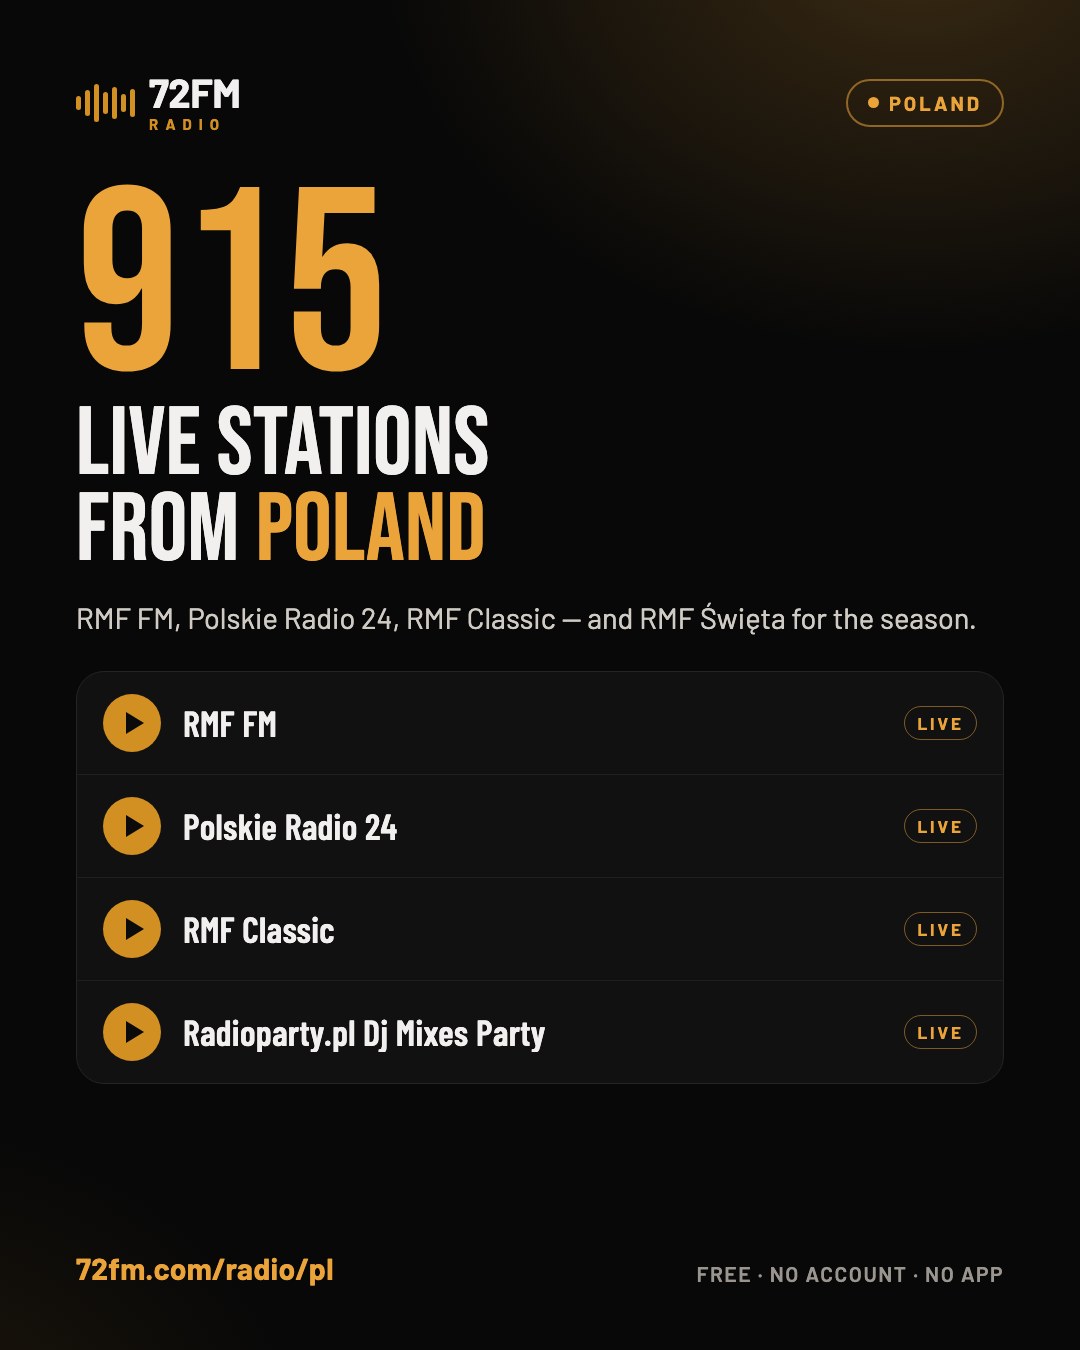 72FM
RADIO
POLAND
915
LIVE STATIONS
FROM POLAND
RMF FM, Polskie Radio 24, RMF Classic — and RMF Święta for the season.
RMF FM
LIVE
Polskie Radio 24
LIVE
RMF Classic
LIVE
Radioparty.pl Dj Mixes Party
LIVE
72fm.com/radio/pl
FREE · NO ACCOUNT · NO APP